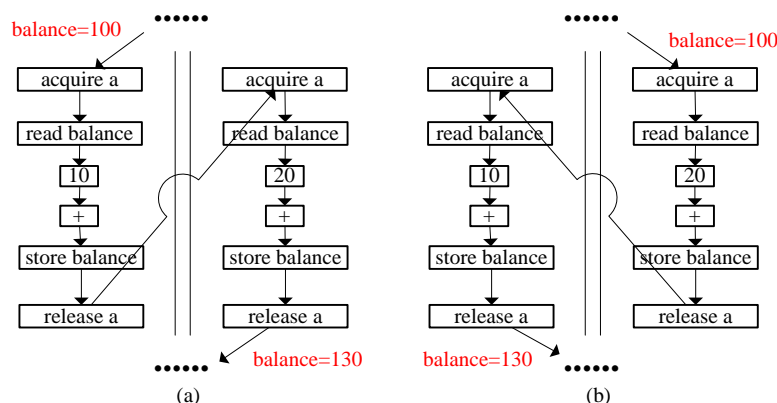 ......
......
balance=100
balance=100
acquire a
acquire a
acquire a
acquire a
read balance
read balance
read balance
read balance
10
20
10
20
+
+
+
+
store balance
store balance
store balance
store balance
release a
release a
release a
release a
......
balance=130
balance=130
......
(a)
(b)